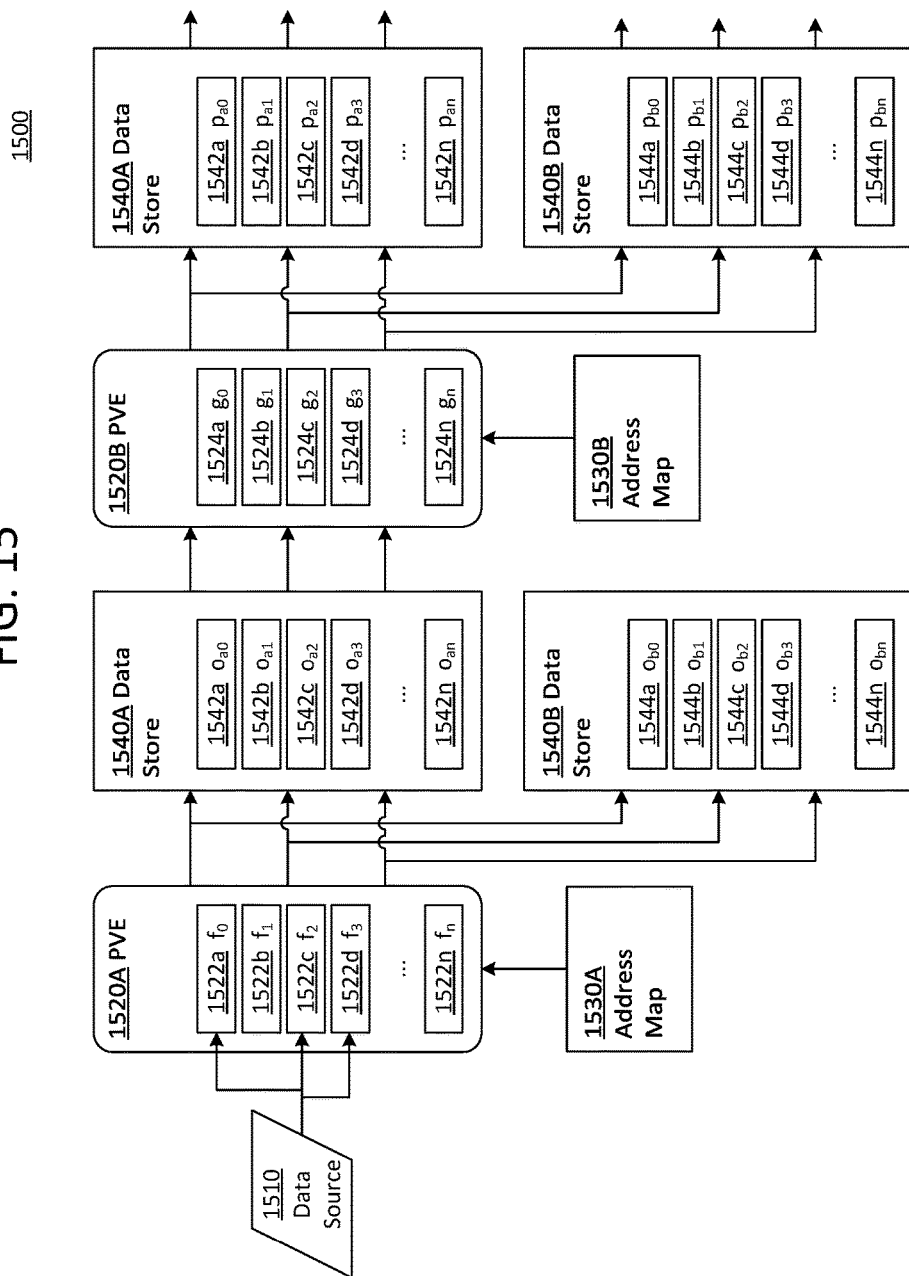 FIG. 15
1500
1510
Data
Source
1520A PVE
1522a f0
1522b f1
1522c f2
1522d f3
...
1522n fn
1530A
Address
Map
1540A Data
Store
1542a oa0
1542b oa1
1542c oa2
1542d oa3
...
1542n oan
1540B Data
Store
1544a ob0
1544b ob1
1544c ob2
1544d ob3
...
1544n obn
1520B PVE
1524a g0
1524b g1
1524c g2
1524d g3
...
1524n gn
1530B
Address
Map
1540A Data
Store
1542a pa0
1542b pa1
1542c pa2
1542d pa3
...
1542n pan
1540B Data
Store
1544a pb0
1544b pb1
1544c pb2
1544d pb3
...
1544n pbn